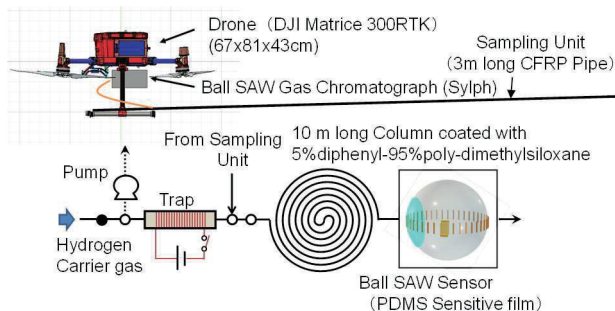 Drone（DJI Matrice 300RTK）
(67x81x43cm)
Sampling Unit
(3m long CFRP Pipe)
Ball SAW Gas Chromatograph (Sylph)
From Sampling
Unit
10 m long Column coated with
5%diphenyl-95%poly-dimethylsiloxane
Pump
Trap
Hydrogen
Carrier gas
Ball SAW Sensor
(PDMS Sensitive film）